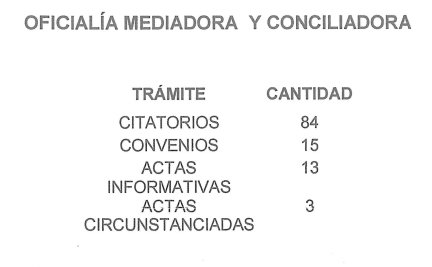 OFICIALÍA MEDIADORA Y CONCILIADORA
TRÁMITE CANTIDAD
CITATORIOS 84
CONVENIOS 15
ACTAS 13
INFORMATIVAS
ACTAS 3
CIRCUNSTANCIADAS